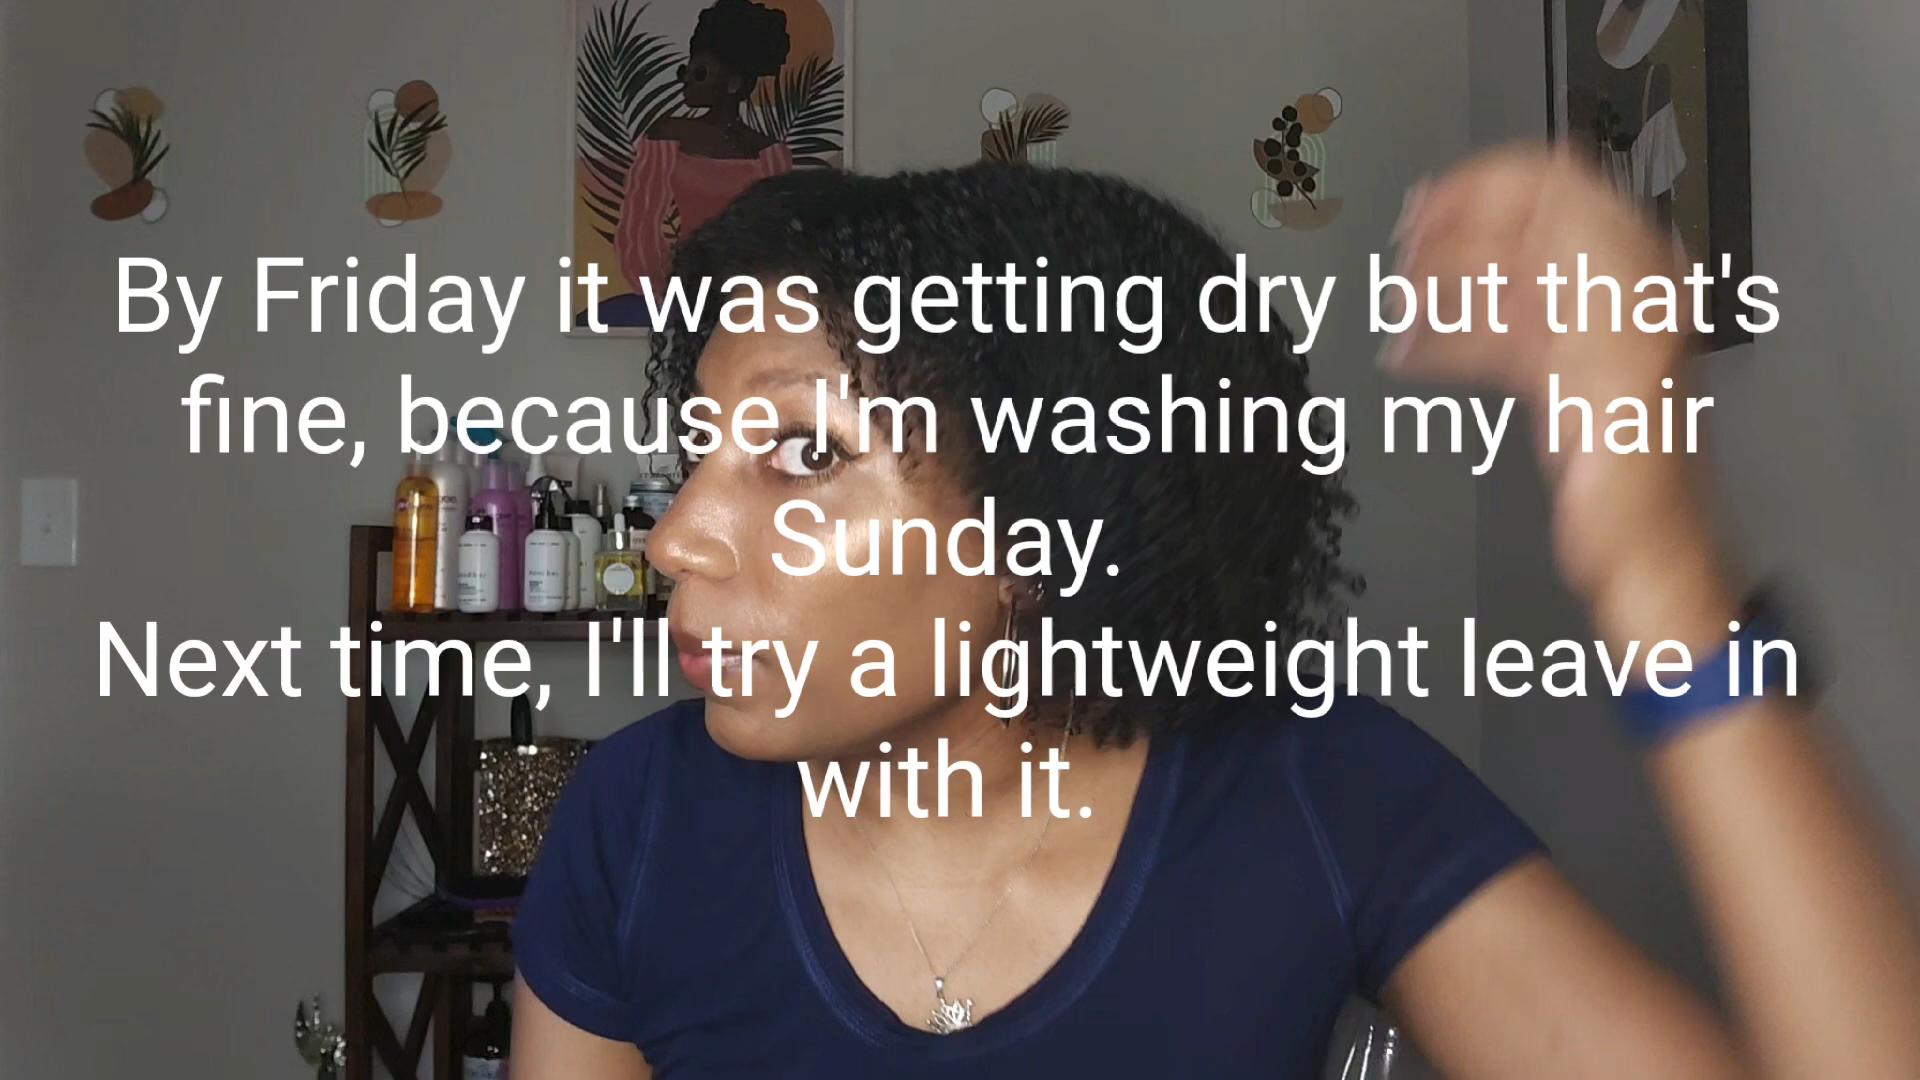 By Friday it was getting dry but that's
fine, because I'm washing my hair
Sunday.
Next time, I'll try a lightweight leave in
with it.